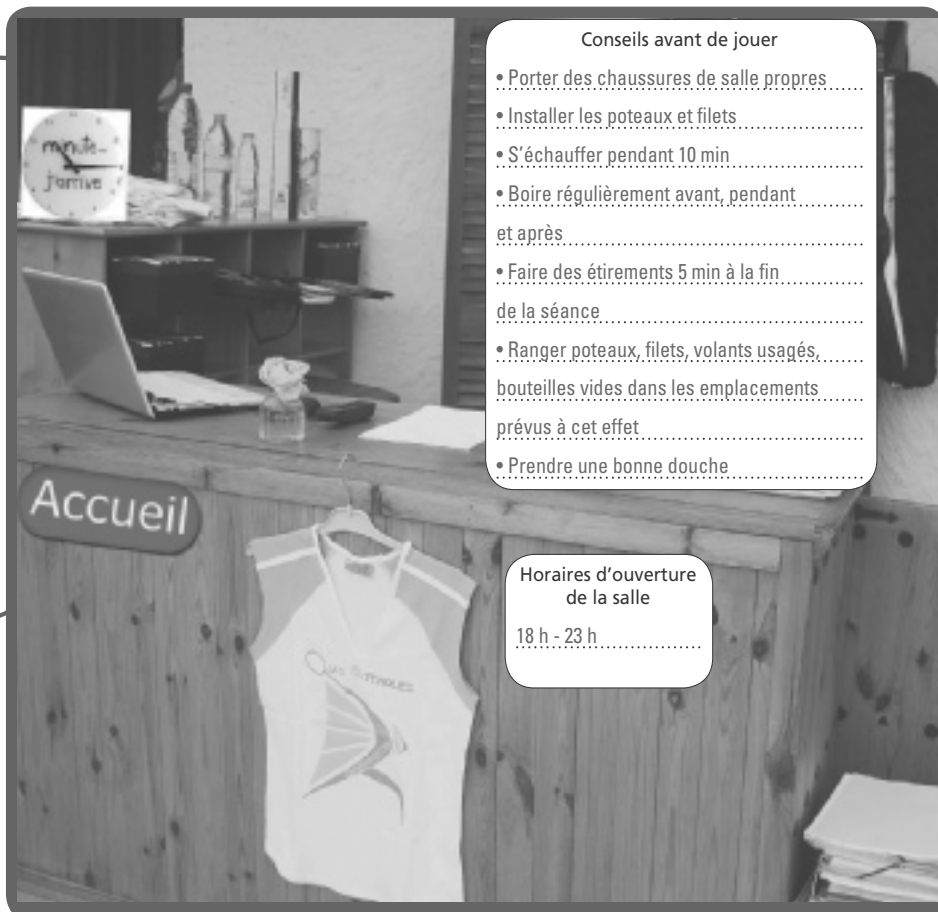 Conseils avant de jouer
• Porter des chaussures de salle propres
• Installer les poteaux et filets
• S'échauffer pendant 10 min
• Boire régulièrement avant, pendant
et après
• Faire des étirements 5 min à la fin
de la séance
• Ranger poteaux, filets, volants usagés,
bouteilles vides dans les emplacements
prévus à cet effet
• Prendre une bonne douche
minute...
j'arrive
Accueil
Horaires d'ouverture
de la salle
18 h - 23 h